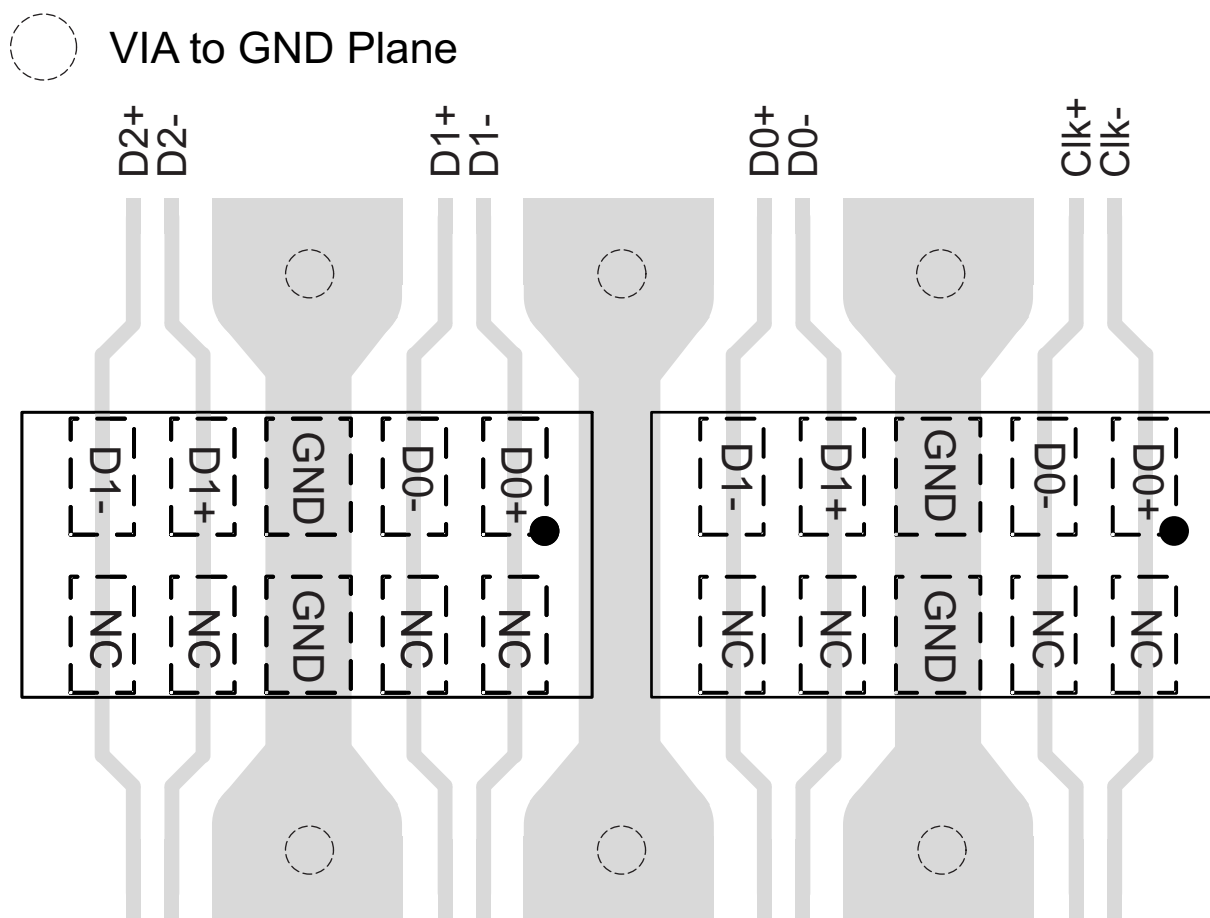 VIA to GND Plane
D2+
D2-
D1+
D1-
D0+
D0-
Clk+
Clk-
D1-
D1+
GND
D0-
D0+
D1-
D1+
GND
D0-
D0+
NC
NC
GND
NC
NC
NC
NC
GND
NC
NC